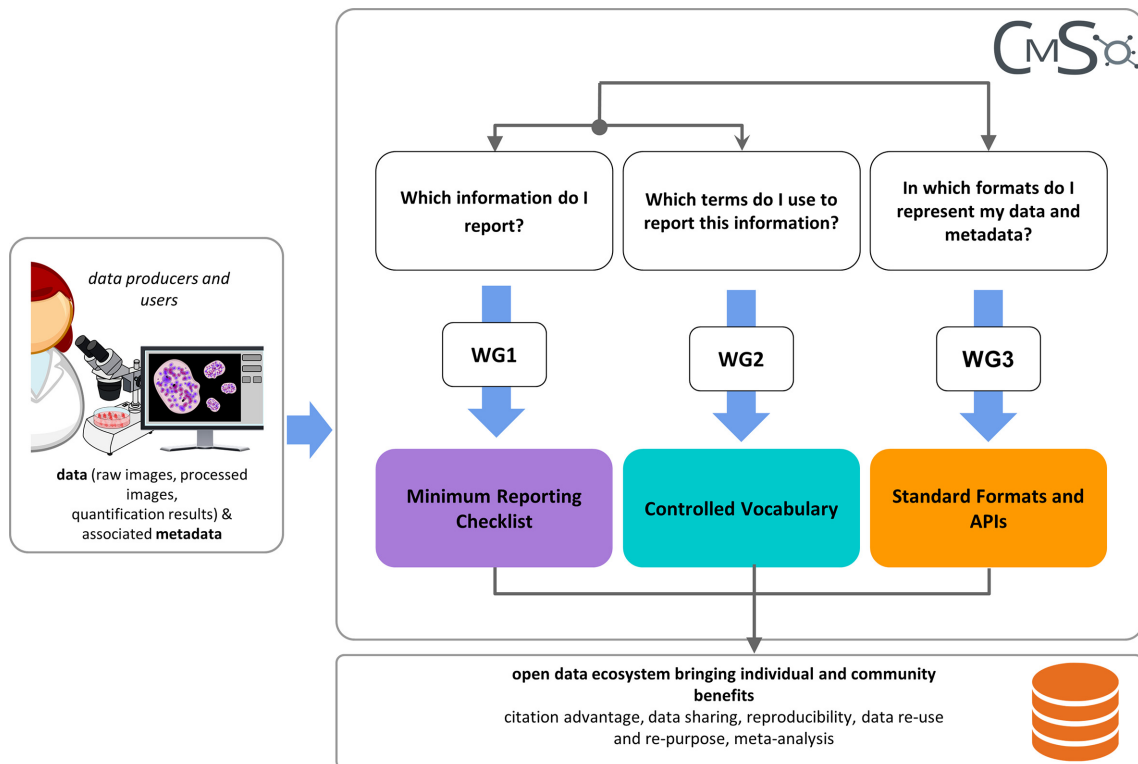 CMSO
Which information do I
report?
Which terms do I use to
report this information?
In which formats do I
represent my data and
metadata?
data producers and
users
data (raw images, processed
images,
quantification results) &
associated metadata
WG1
WG2
WG3
Minimum Reporting
Checklist
Controlled Vocabulary
Standard Formats and
APIs
open data ecosystem bringing individual and community
benefits
citation advantage, data sharing, reproducibility, data re-use
and re-purpose, meta-analysis